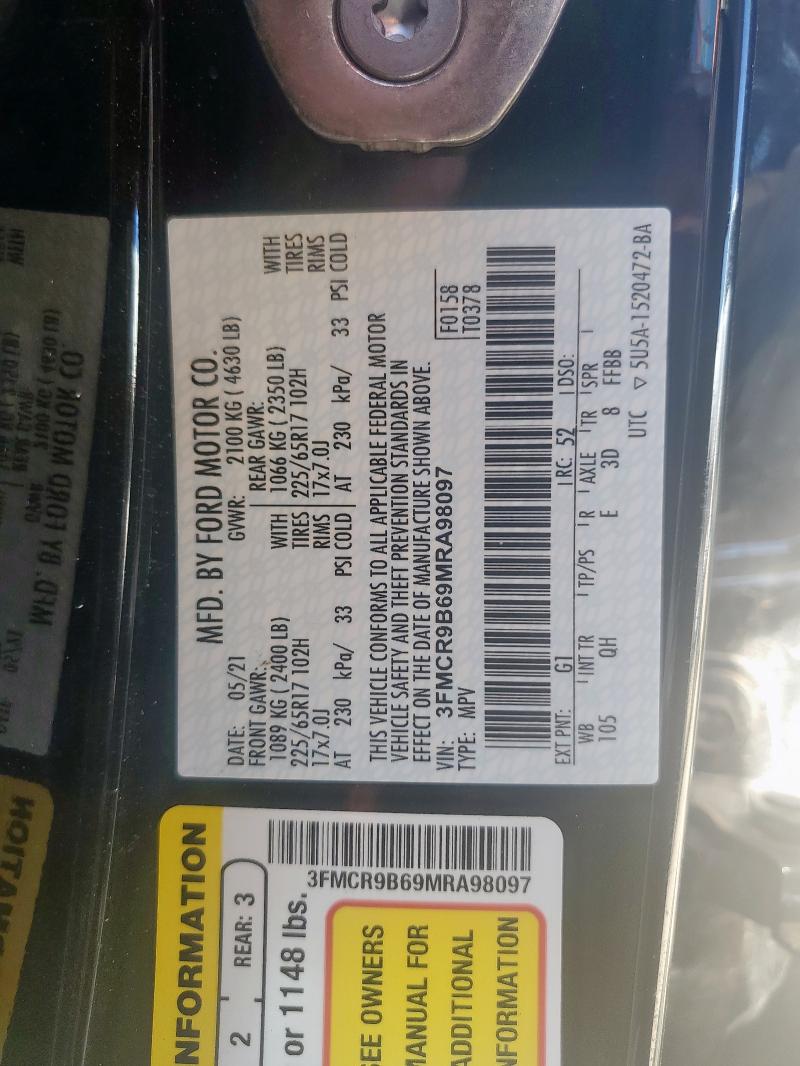 MFD. BY FORD MOTOR CO.
DATE: 05/21 GVWR: 2100 KG ( 4630 LB)
FRONT GAWR: REAR GAWR:
1089 KG ( 2400 LB) WITH 1066 KG ( 2350 LB) WITH
225/65R17 102H TIRES 225/65R17 102H TIRES
17x7.0J RIMS 17x7.0J RIMS
AT 230 kPa/ 33 PSI COLD AT 230 kPa/ 33 PSI COLD
THIS VEHICLE CONFORMS TO ALL APPLICABLE FEDERAL MOTOR
VEHICLE SAFETY AND THEFT PREVENTION STANDARDS IN
EFFECT ON THE DATE OF MANUFACTURE SHOWN ABOVE.
VIN: 3FMCR9B69MRA98097 F0158
TYPE: MPV T0378
EXT PNT: G1 RC: 52 DSO:
WB INT TR TP/PS R AXLE TR SPR
105 QH E 3D 8 FFBB
UTC ▽ 5U5A-1520472-BA
NFORMATION
2 REAR: 3
or 1148 lbs.
3FMCR9B69MRA98097
SEE OWNERS
MANUAL FOR
ADDITIONAL
NFORMATION